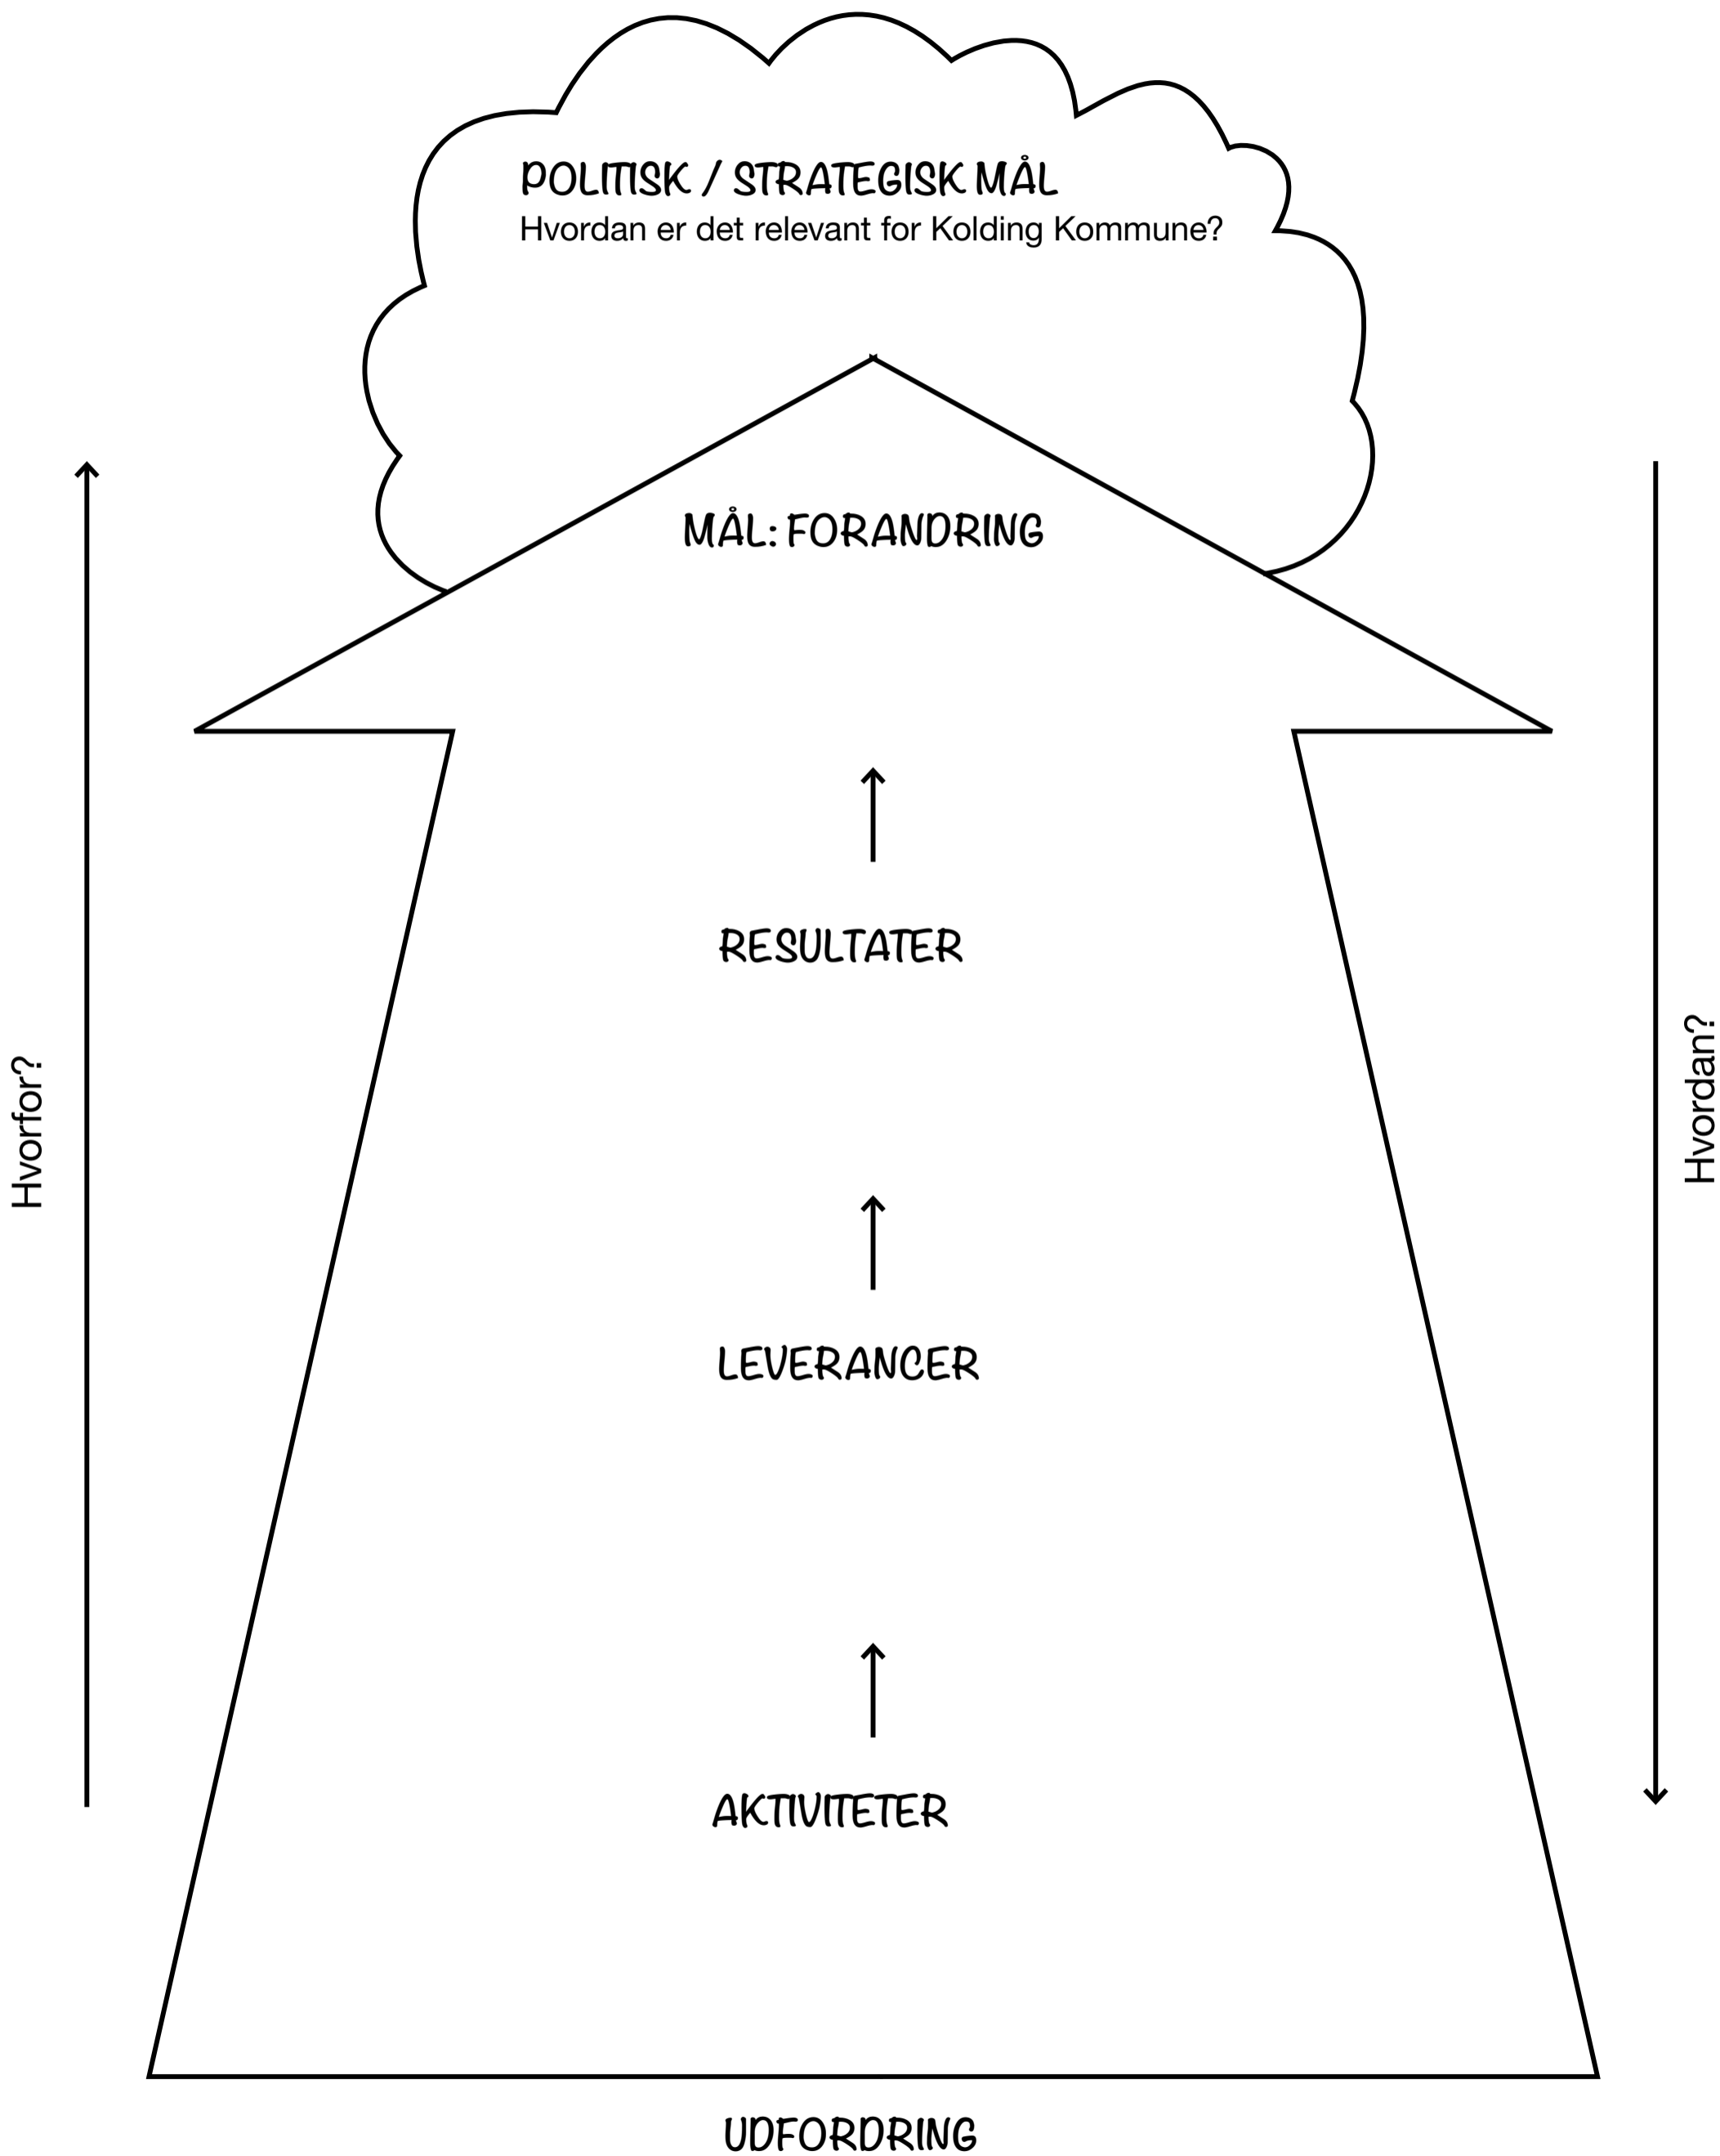 POLITISK / STRATEGISK MÅL
Hvordan er det relevant for Kolding Kommune?
MÅL: FORANDRING
RESULTATER
Hvorfor?
Hvordan?
LEVERANCER
AKTIVITETER
UDFORDRING